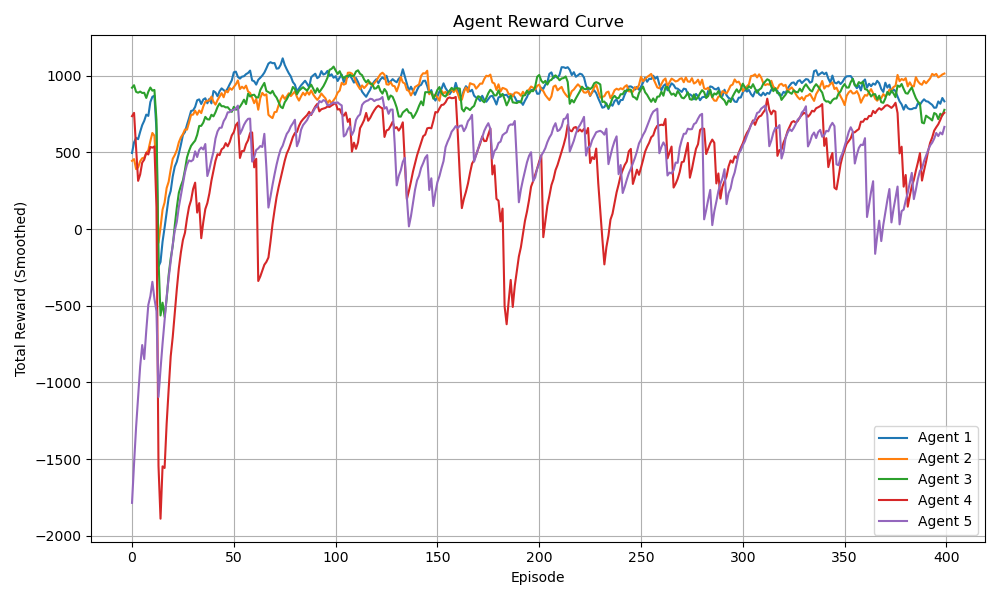 Agent Reward Curve
Total Reward (Smoothed)
1000
500
0
−500
−1000
−1500
−2000
0 50 100 150 200 250 300 350 400
Episode
Agent 1
Agent 2
Agent 3
Agent 4
Agent 5